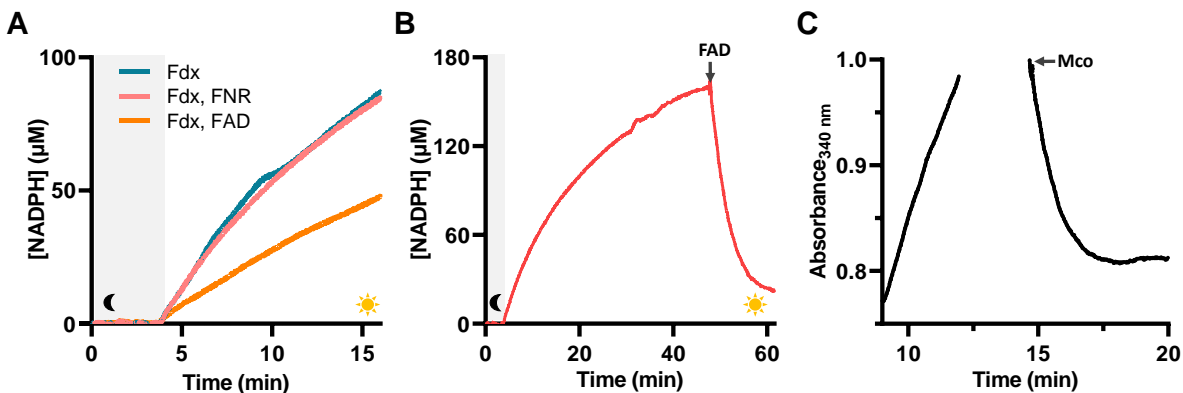 A
[NADPH] (µM)
100
50
0
Fdx
Fdx, FNR
Fdx, FAD
0
5
10
15
Time (min)
B
[NADPH] (µM)
180
120
60
0
FAD
0
20
40
60
Time (min)
C
Absorbance340 nm
1.0
0.9
0.8
Mco
10
15
20
Time (min)